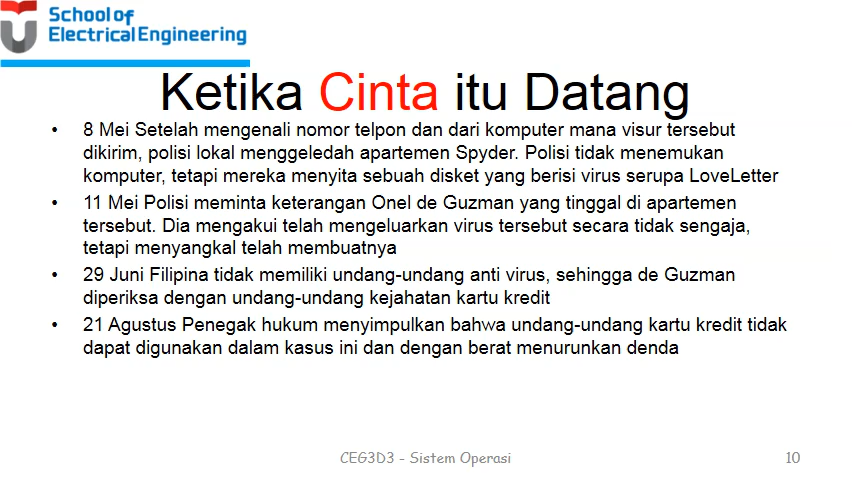 School of
Electrical Engineering
Ketika Cinta itu Datang
• 8 Mei Setelah mengenali nomor telpon dan dari komputer mana visur tersebut
dikirim, polisi lokal menggeledah apartemen Spyder. Polisi tidak menemukan
komputer, tetapi mereka menyita sebuah disket yang berisi virus serupa LoveLetter
• 11 Mei Polisi meminta keterangan Onel de Guzman yang tinggal di apartemen
tersebut. Dia mengakui telah mengeluarkan virus tersebut secara tidak sengaja,
tetapi menyangkal telah membuatnya
• 29 Juni Filipina tidak memiliki undang-undang anti virus, sehingga de Guzman
diperiksa dengan undang-undang kejahatan kartu kredit
• 21 Agustus Penegak hukum menyimpulkan bahwa undang-undang kartu kredit tidak
dapat digunakan dalam kasus ini dan dengan berat menurunkan denda
CEG3D3 - Sistem Operasi
10